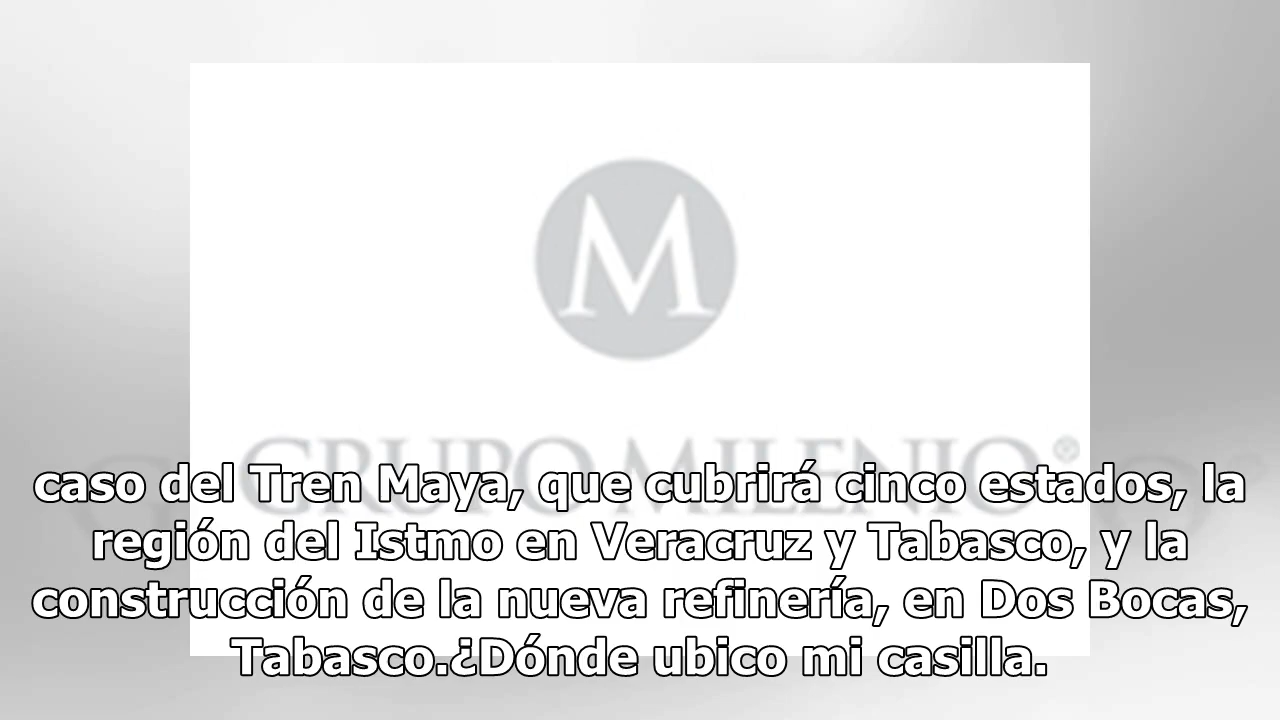 M
GRUPO MILENIO®
caso del Tren Maya, que cubrirá cinco estados, la
región del Istmo en Veracruz y Tabasco, y la
construcción de la nueva refinería, en Dos Bocas,
Tabasco.¿Dónde ubico mi casilla.